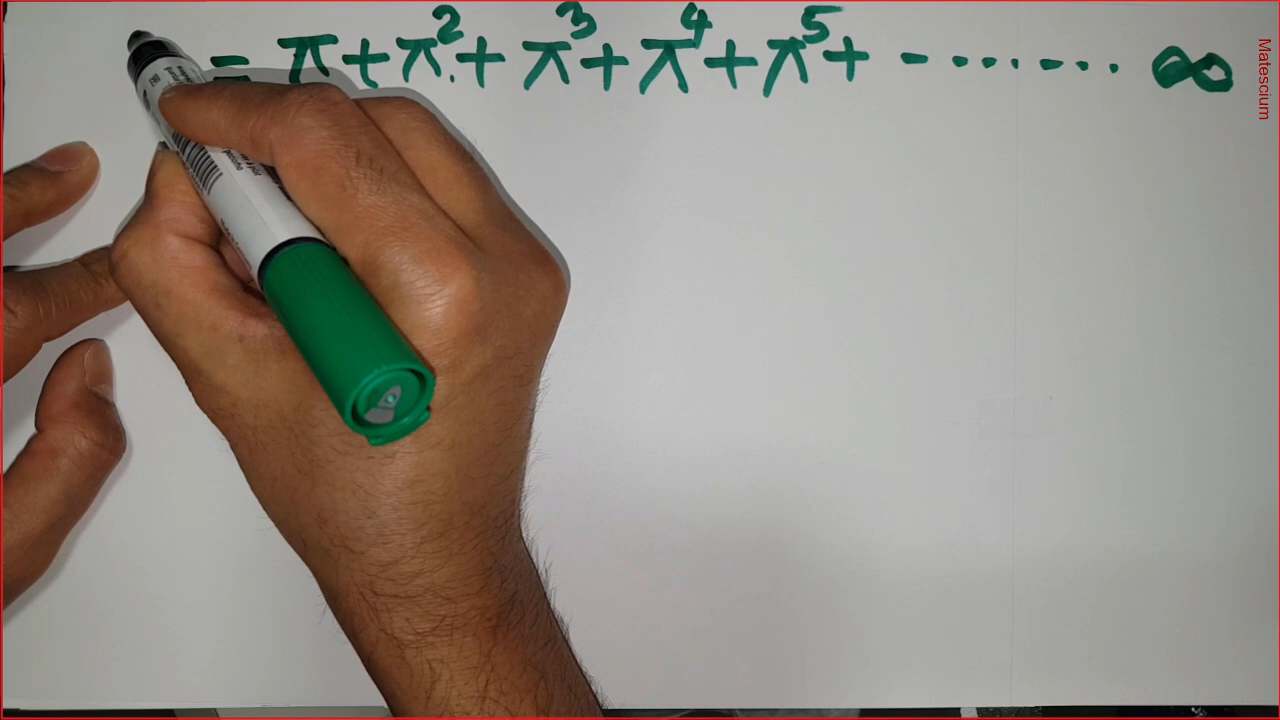 = π + π² + π³ + π⁴ + π⁵ + - ....... ∞
Matescium